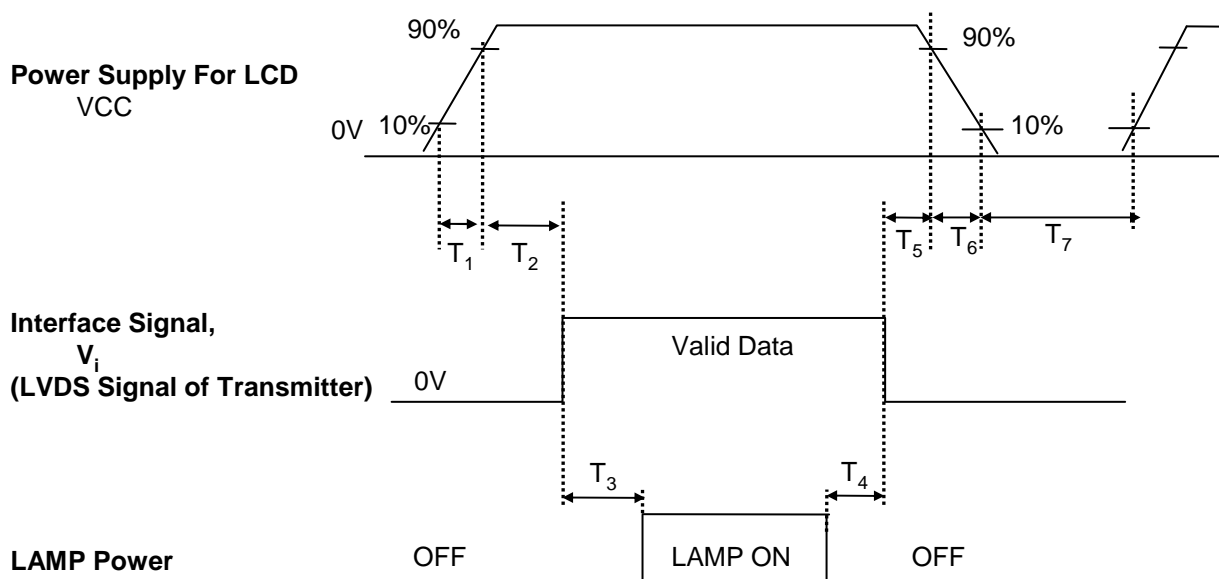 90%
90%
Power Supply For LCD
VCC
0V
10%
10%
T1
T2
T5
T6
T7
Interface Signal,
Vi
(LVDS Signal of Transmitter)
0V
Valid Data
T3
T4
LAMP Power
OFF
LAMP ON
OFF